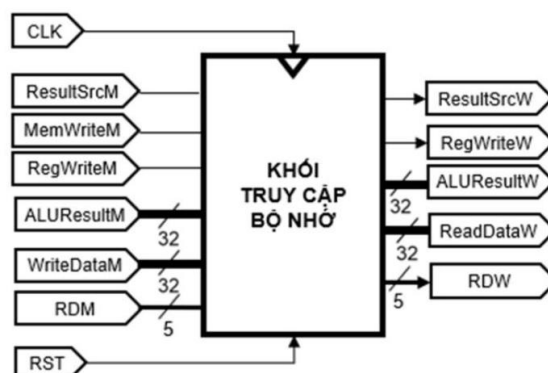 CLK
ResultSrcM
MemWriteM
RegWriteM
ALUResultM
32
WriteDataM
32
RDM
5
RST
KHỐI
TRUY CẬP
BỘ NHỚ
ResultSrcW
RegWriteW
ALUResultW
32
ReadDataW
32
RDW
5